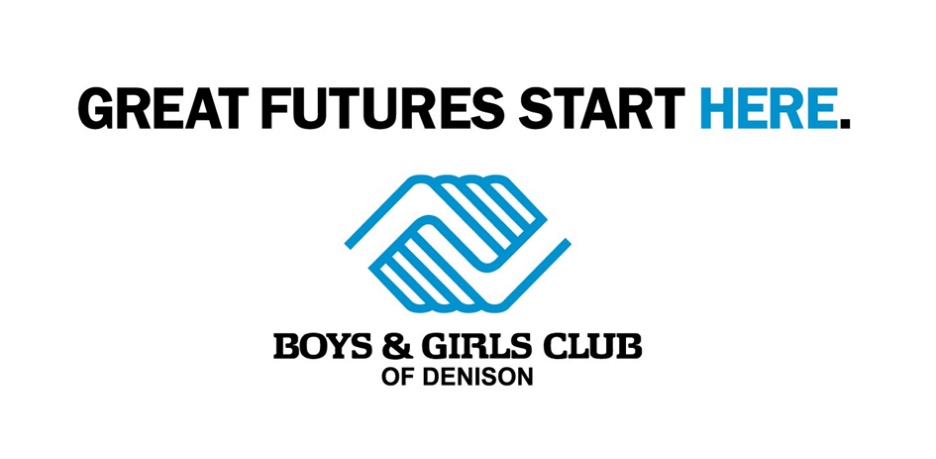 GREAT FUTURES START HERE.
BOYS & GIRLS CLUB
OF DENISON